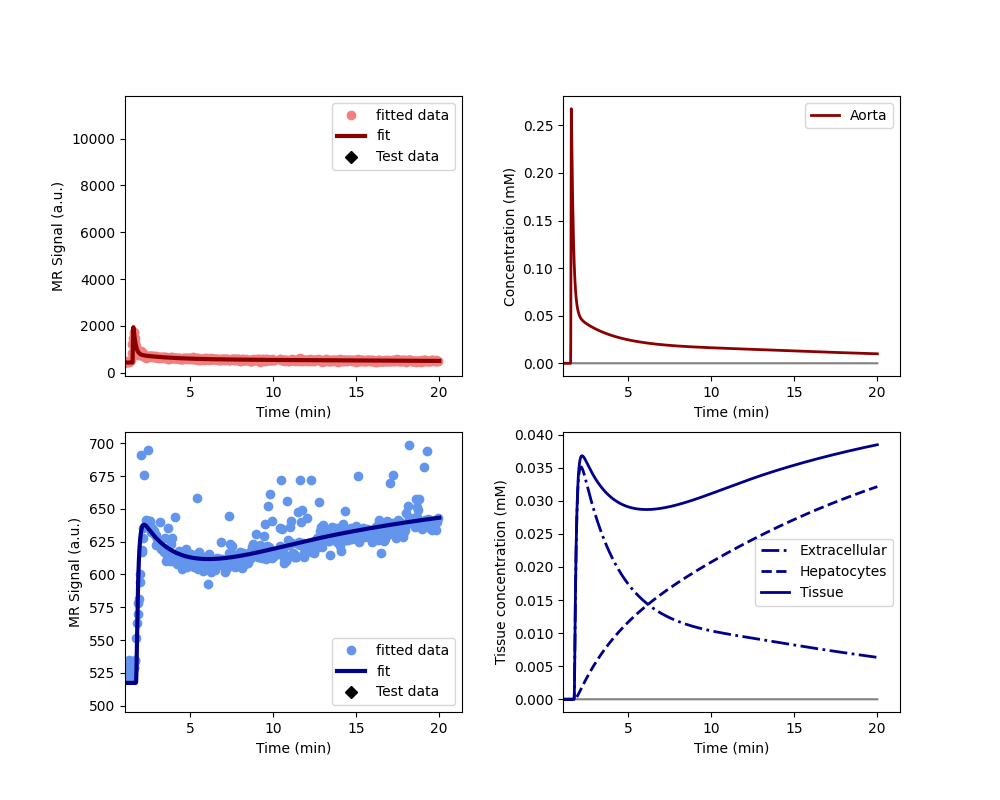 10000
8000
6000
4000
2000
0
MR Signal (a.u.)
fitted data
fit
Test data
5
10
15
20
Time (min)
0.25
0.20
0.15
0.10
0.05
0.00
Concentration (mM)
Aorta
5
10
15
20
Time (min)
700
675
650
625
600
575
550
525
500
MR Signal (a.u.)
fitted data
fit
Test data
5
10
15
20
Time (min)
0.040
0.035
0.030
0.025
0.020
0.015
0.010
0.005
0.000
Tissue concentration (mM)
Extracellular
Hepatocytes
Tissue
5
10
15
20
Time (min)